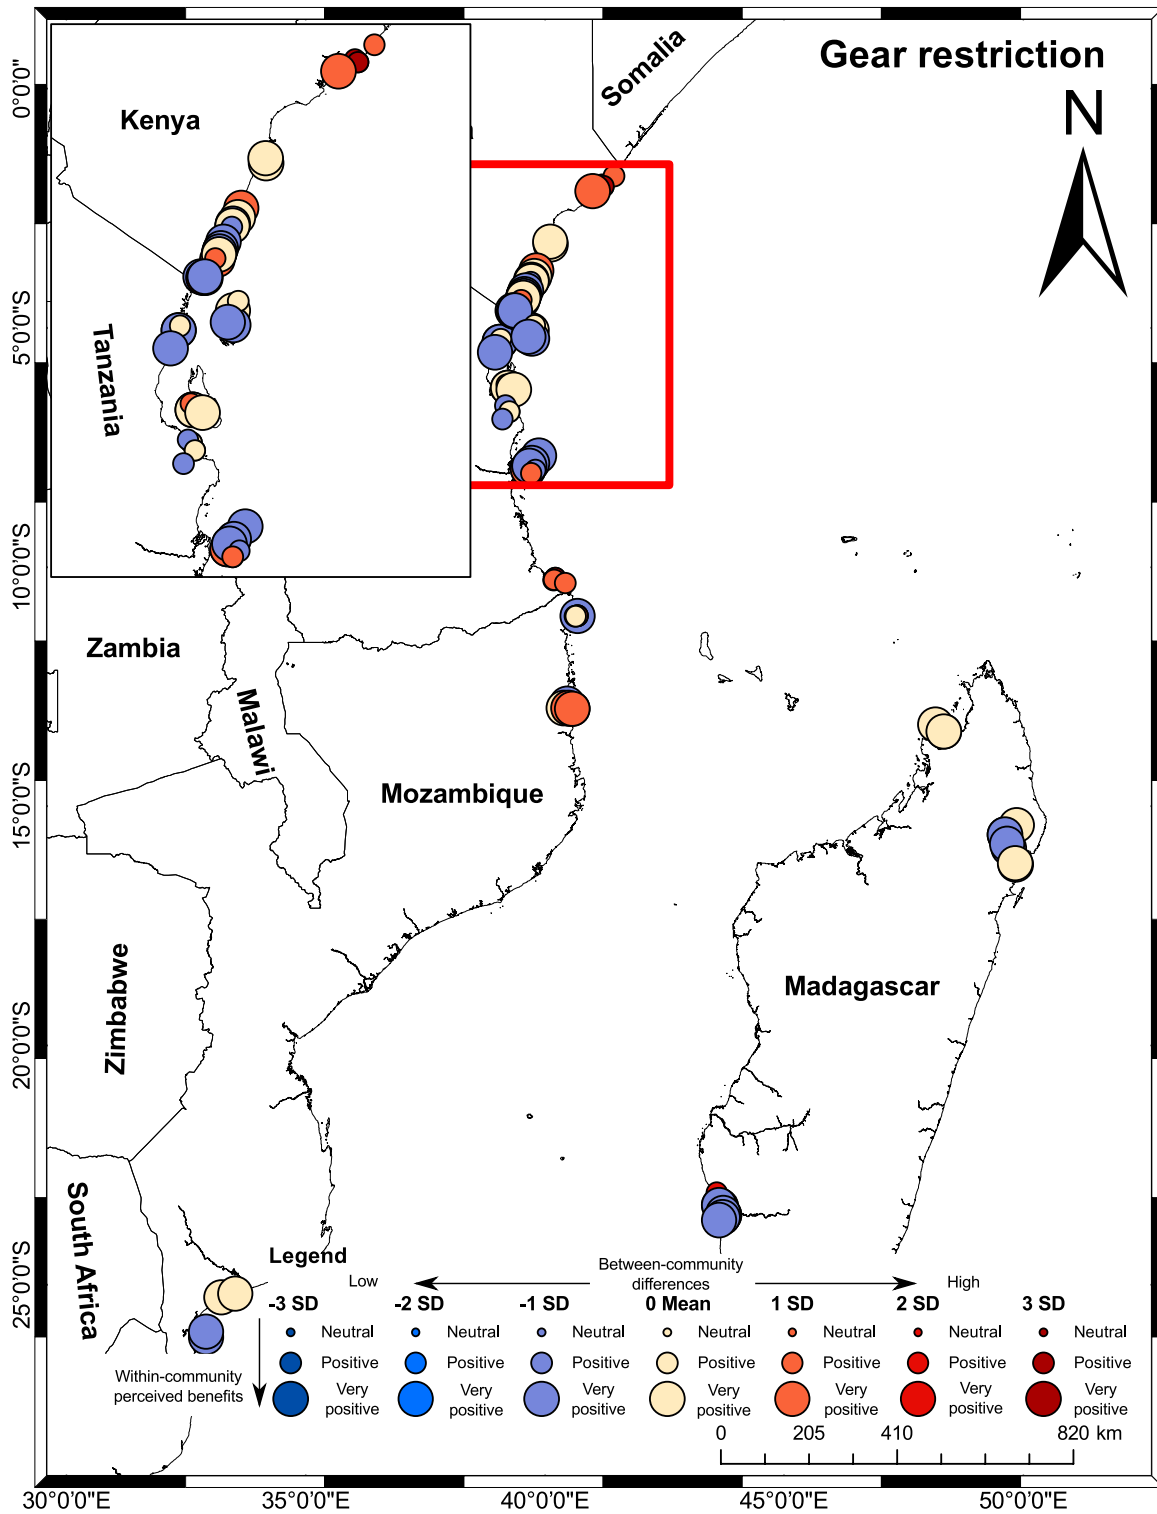 Gear restriction
N
Somalia
Kenya
Tanzania
Zambia
Malawi
Mozambique
Zimbabwe
Madagascar
South Africa
0°0'0"
5°0'0"S
10°0'0"S
15°0'0"S
20°0'0"S
25°0'0"S
Legend
Between-community
differences
Low
High
-3 SD -2 SD -1 SD 0 Mean 1 SD 2 SD 3 SD
Neutral Neutral Neutral Neutral Neutral Neutral Neutral
Positive Positive Positive Positive Positive Positive Positive
Very Very Very Very Very Very Very
positive positive positive positive positive positive positive
Within-community
perceived benefits
0 205 410 820 km
30°0'0"E 35°0'0"E 40°0'0"E 45°0'0"E 50°0'0"E